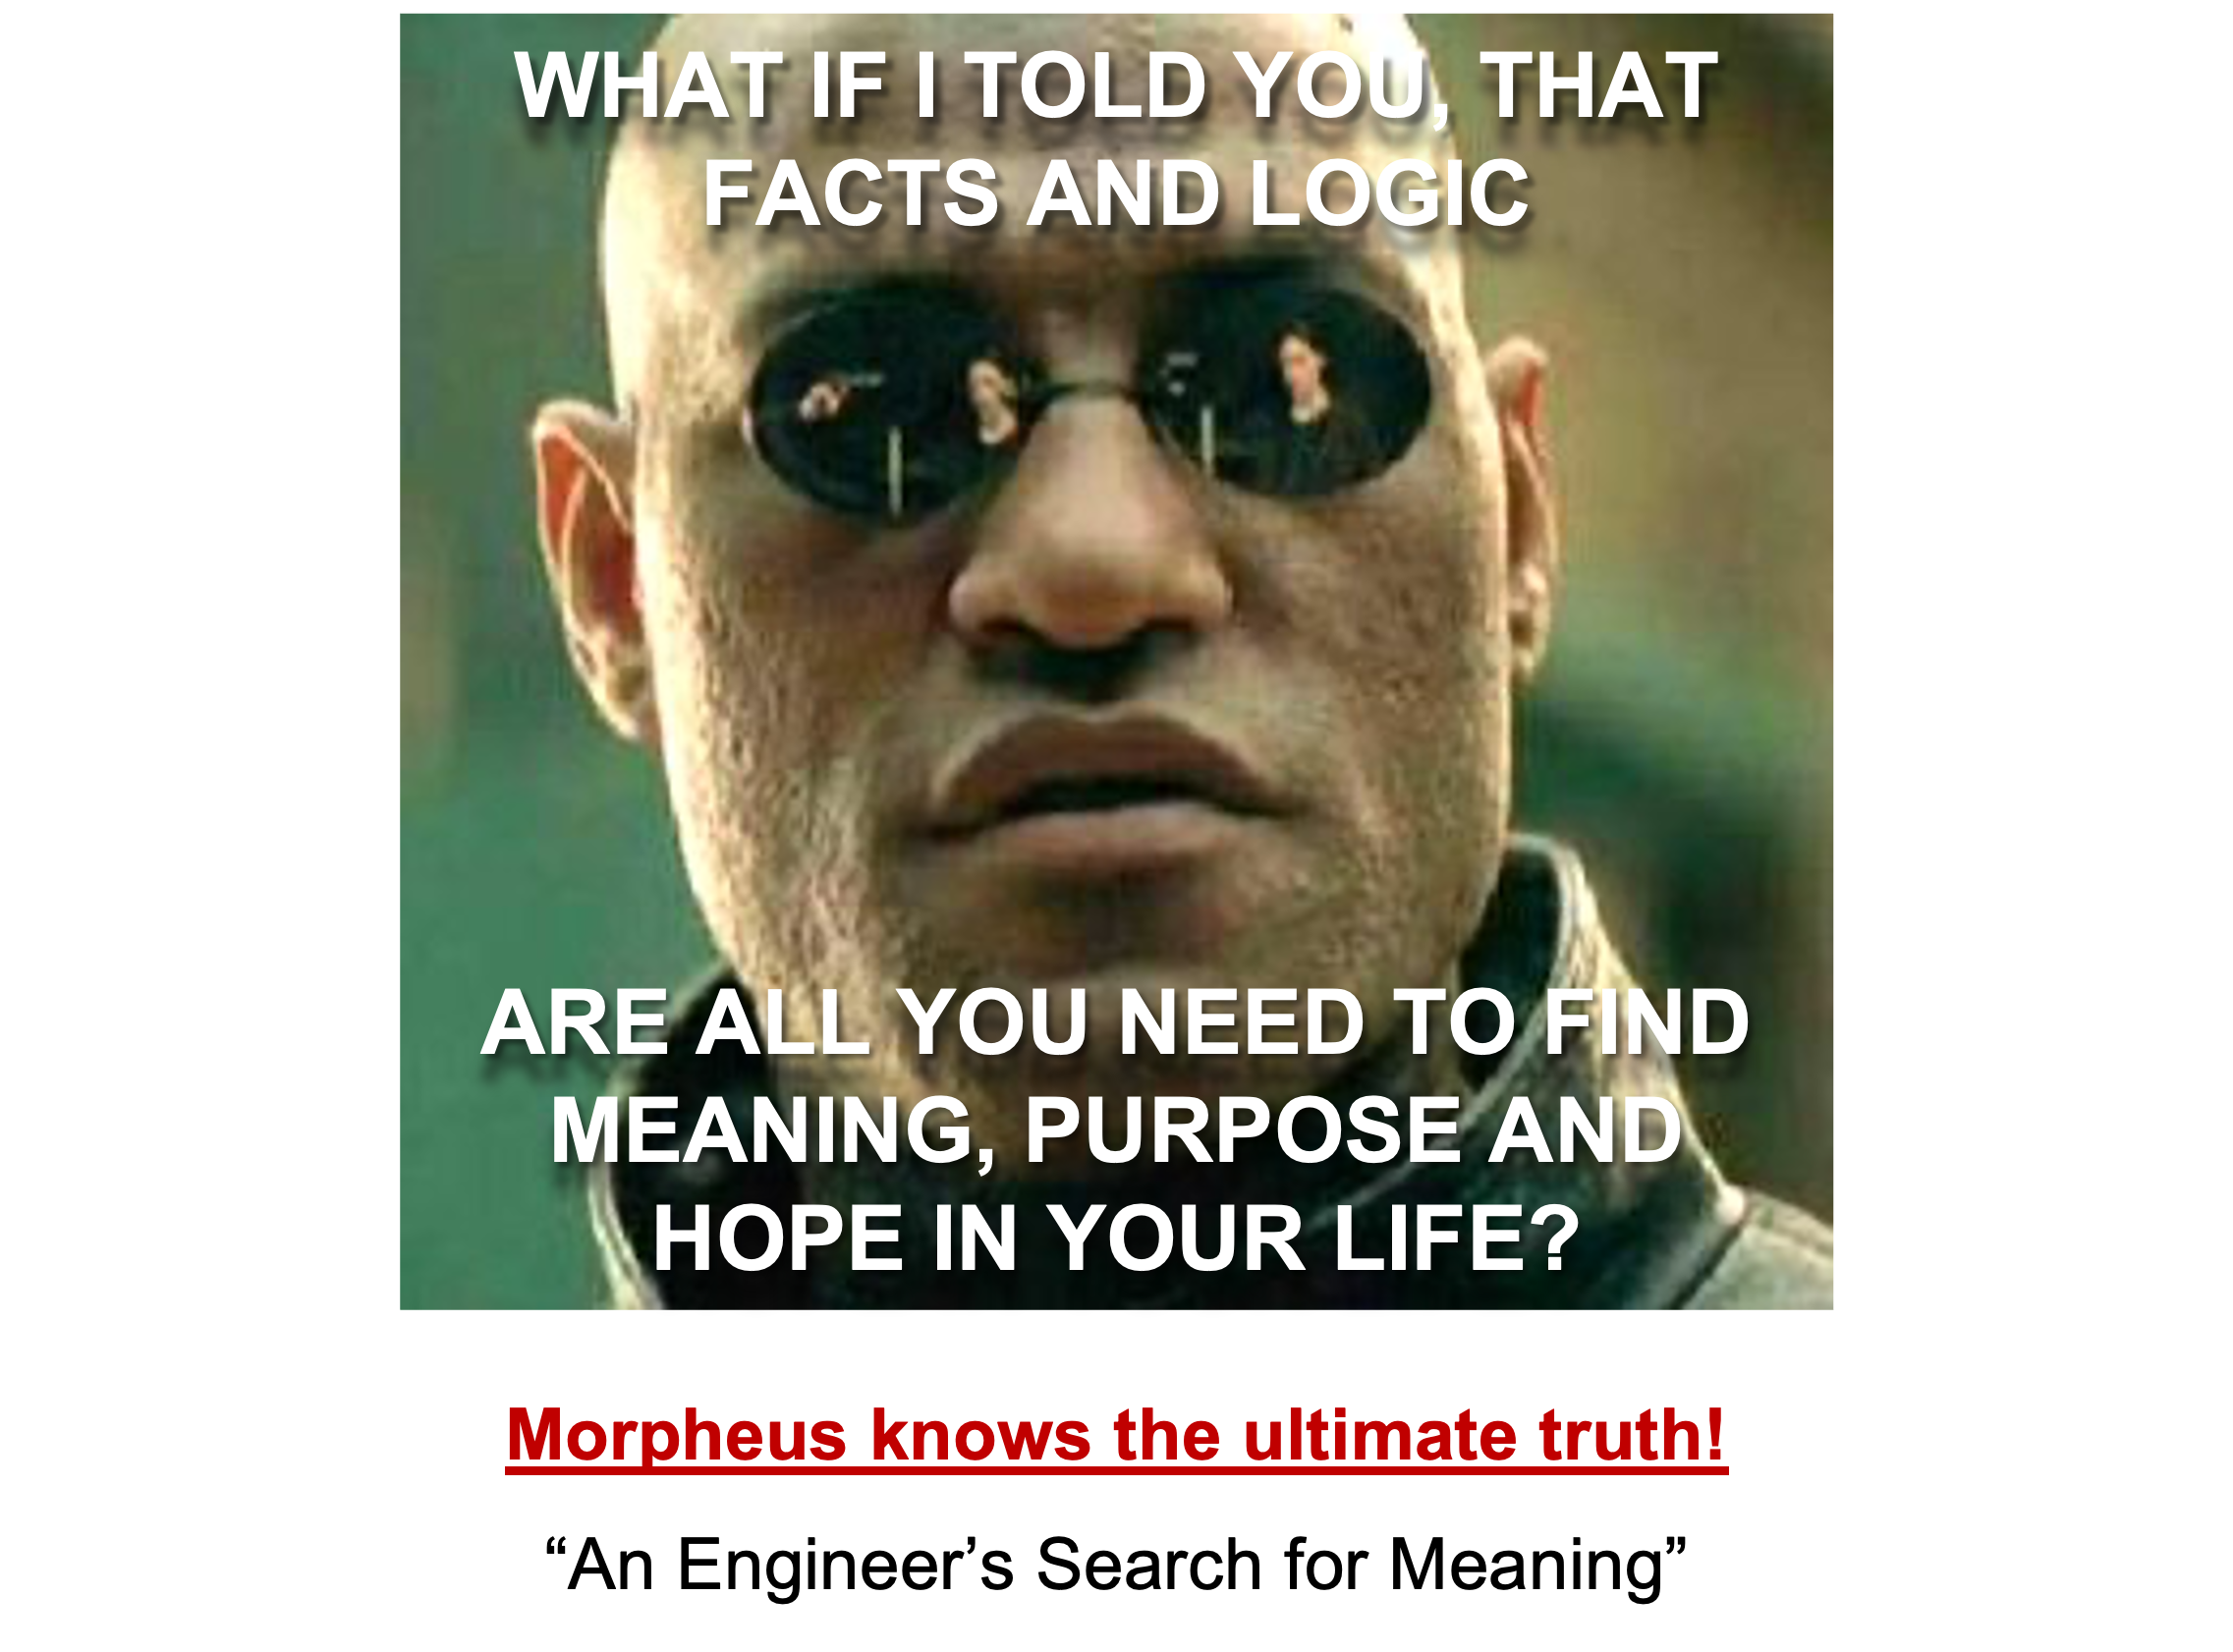 WHAT IF I TOLD YOU, THAT
FACTS AND LOGIC
ARE ALL YOU NEED TO FIND
MEANING, PURPOSE AND
HOPE IN YOUR LIFE?
Morpheus knows the ultimate truth!
“An Engineer’s Search for Meaning”